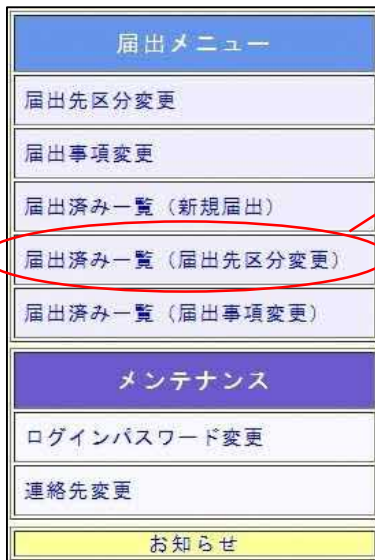 届出メニュー
届出先区分変更
届出事項変更
届出済み一覧（新規届出）
届出済み一覧（届出先区分変更）
届出済み一覧（届出事項変更）
メンテナンス
ログインパスワード変更
連絡先変更
お知らせ